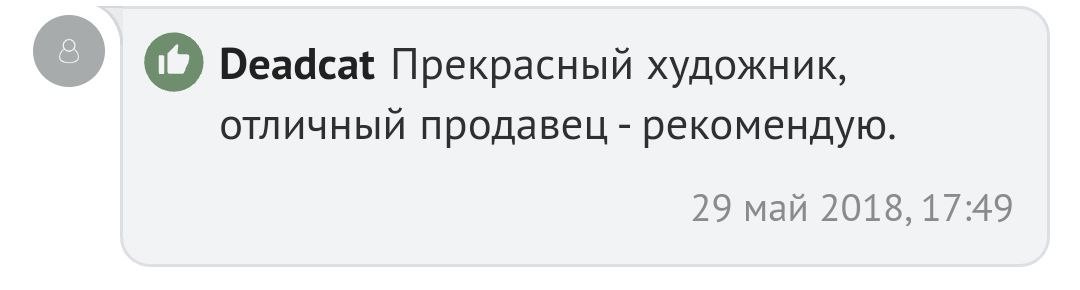 Deadcat Прекрасный художник,
отличный продавец - рекомендую.
29 май 2018, 17:49